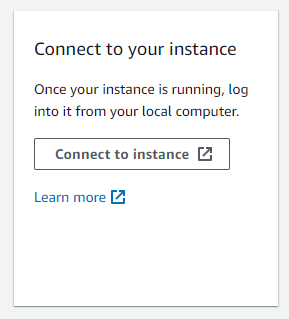 Connect to your instance
Once your instance is running, log
into it from your local computer.
Connect to instance
Learn more